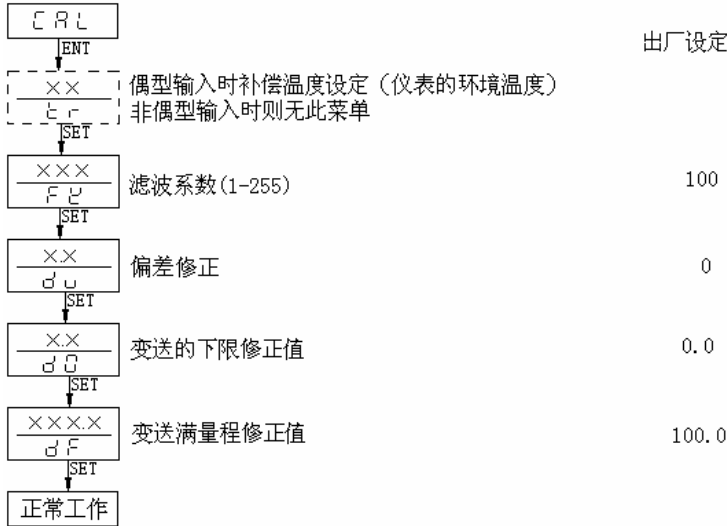 CAL
ENT
出厂设定
××
tr
偶型输入时补偿温度设定（仪表的环境温度）
非偶型输入时则无此菜单
SET
×××
FY
滤波系数(1-255)
100
SET
×.×
du
偏差修正
0
SET
×.×
d0
变送的下限修正值
0.0
SET
×××.×
dF
变送满量程修正值
100.0
SET
正常工作